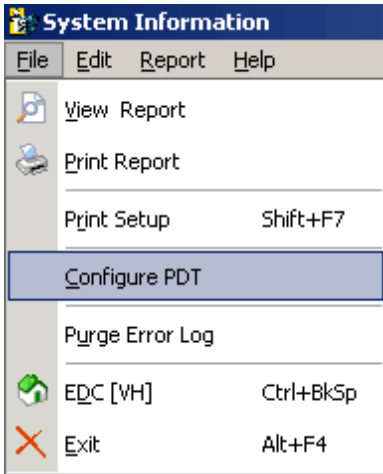 System Information
File Edit Report Help
View Report
Print Report
Print Setup Shift+F7
Configure PDT
Purge Error Log
EDC [VH] Ctrl+BkSp
Exit Alt+F4